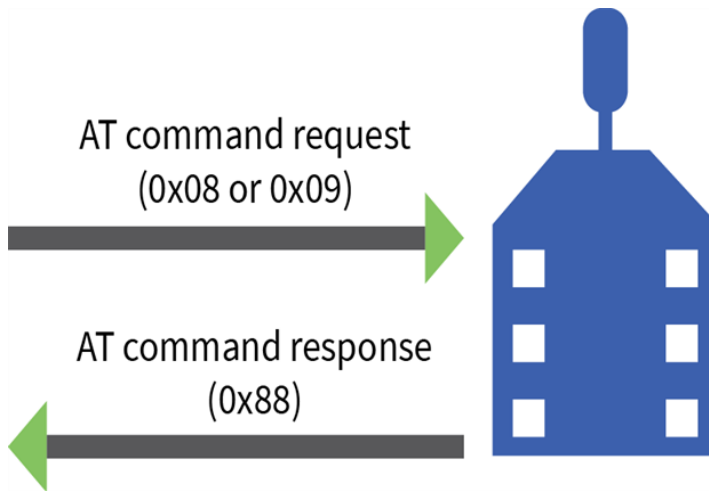 AT command request
(0x08 or 0x09)
AT command response
(0x88)